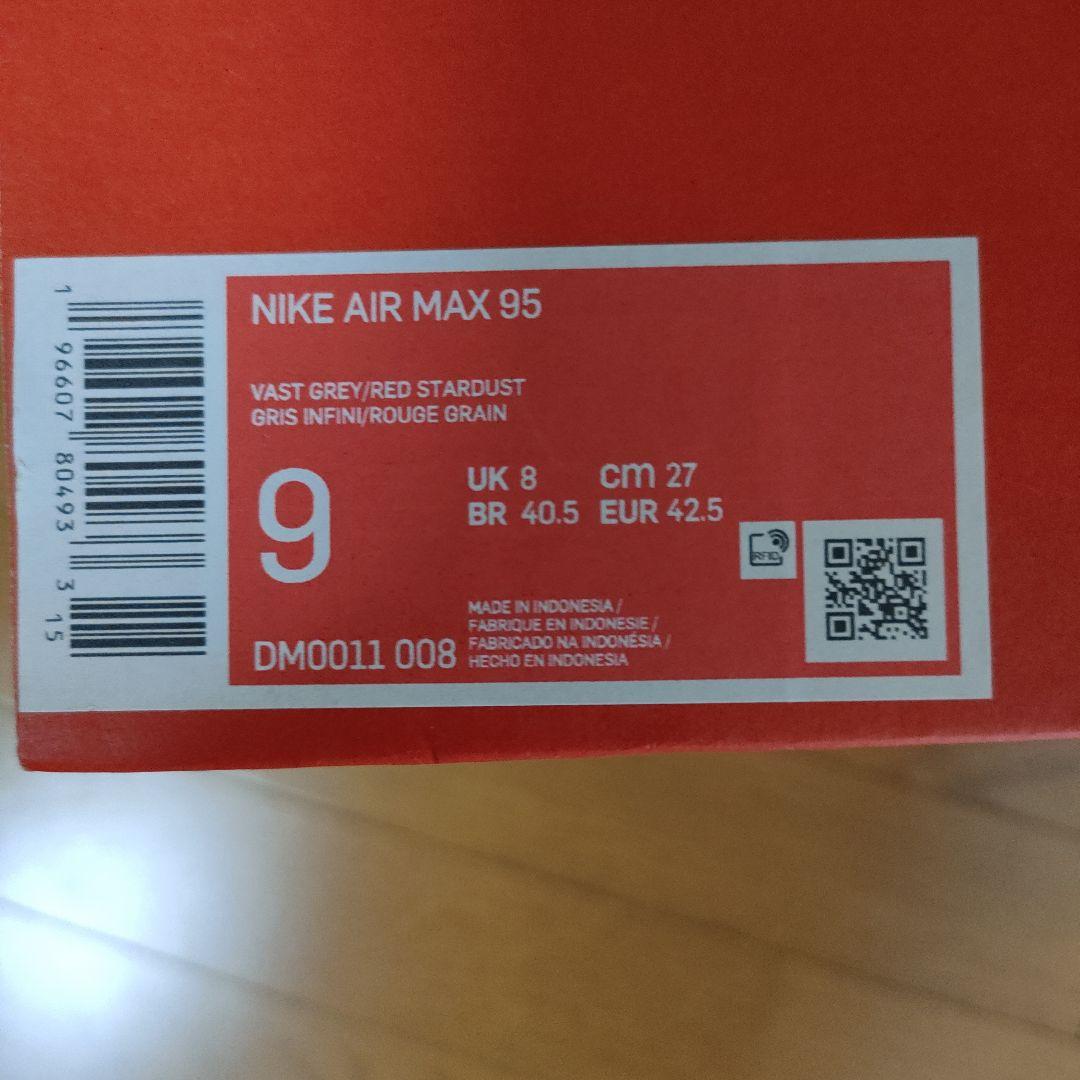 NIKE AIR MAX 95
VAST GREY/RED STARDUST
GRIS INFINI/ROUGE GRAIN
9
UK 8 cm 27
BR 40.5 EUR 42.5
RFID
MADE IN INDONESIA /
FABRIQUE EN INDONESIE /
FABRICADO NA INDONÉSIA /
HECHO EN INDONESIA
DM0011 008
1 96607 80493 3 15